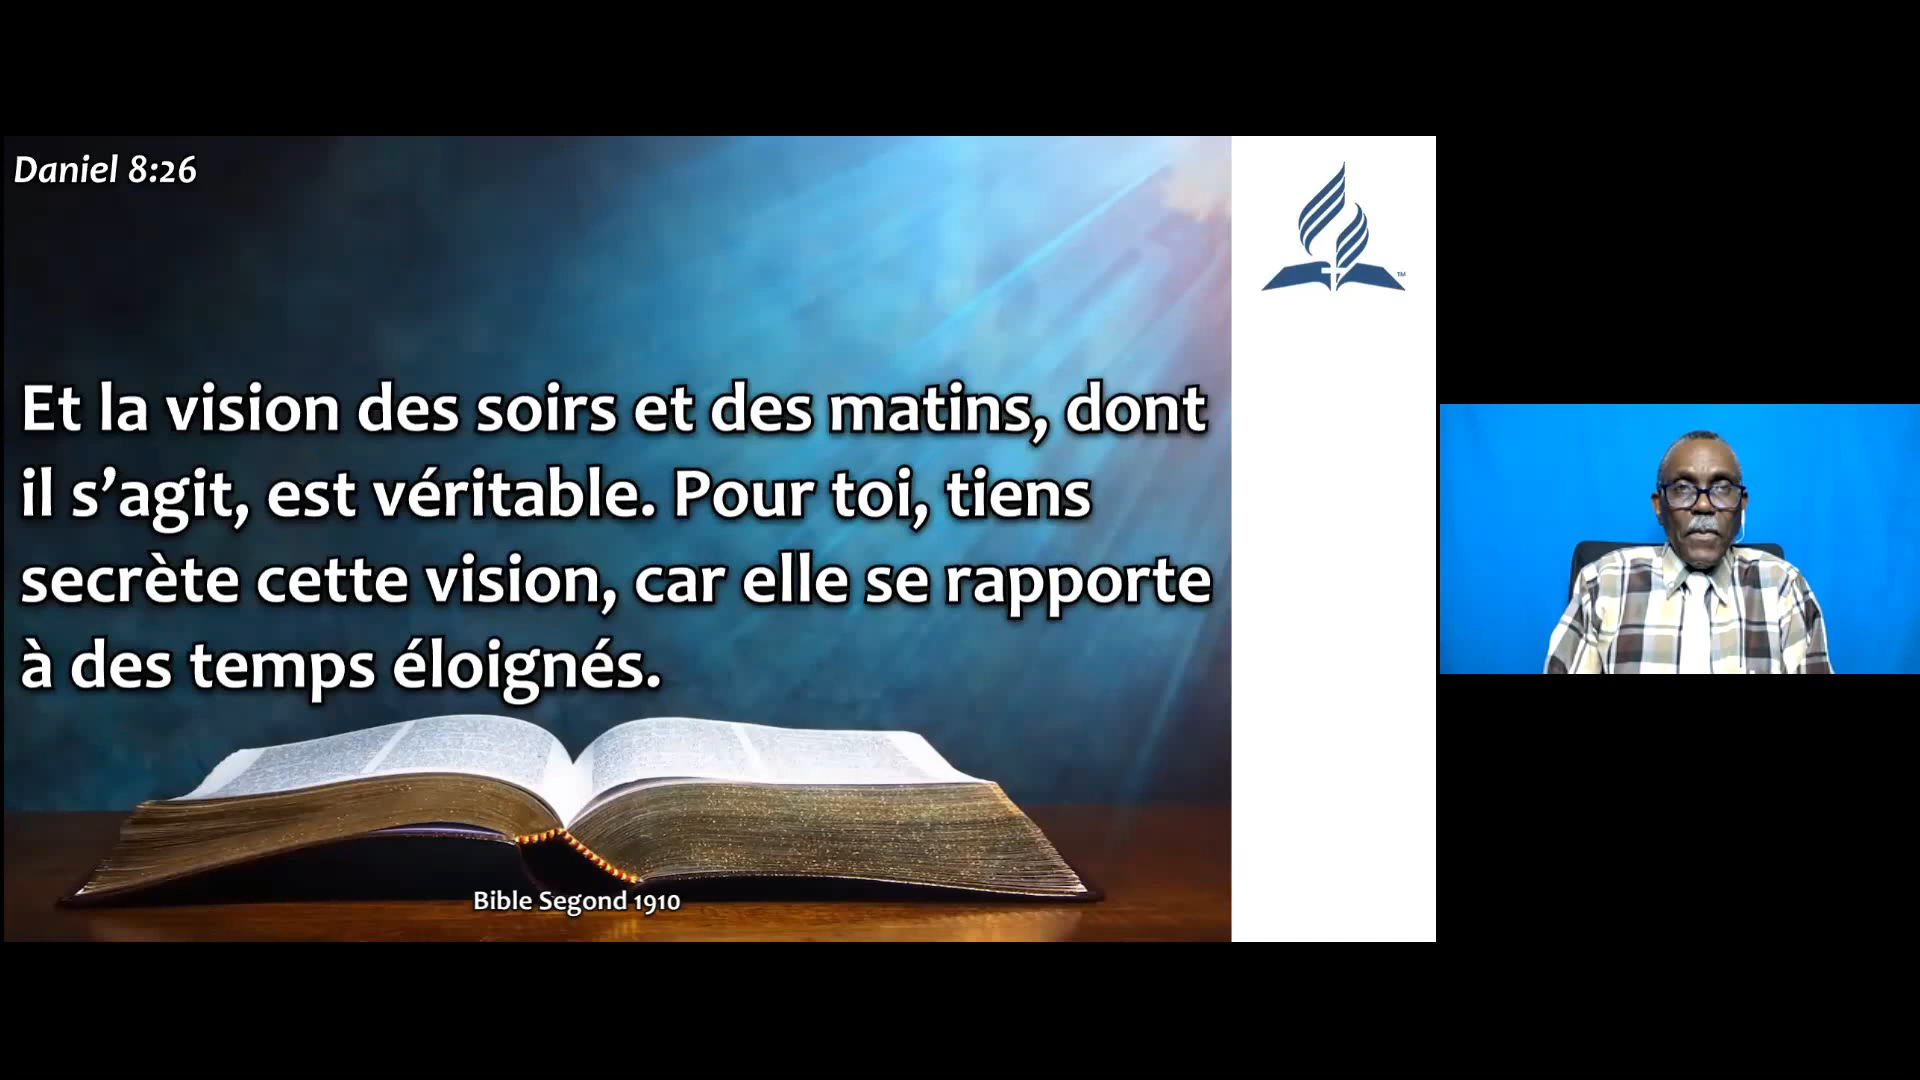 Daniel 8:26
TM
Et la vision des soirs et des matins, dont
il s’agit, est véritable. Pour toi, tiens
secrète cette vision, car elle se rapporte
à des temps éloignés.
Bible Segond 1910